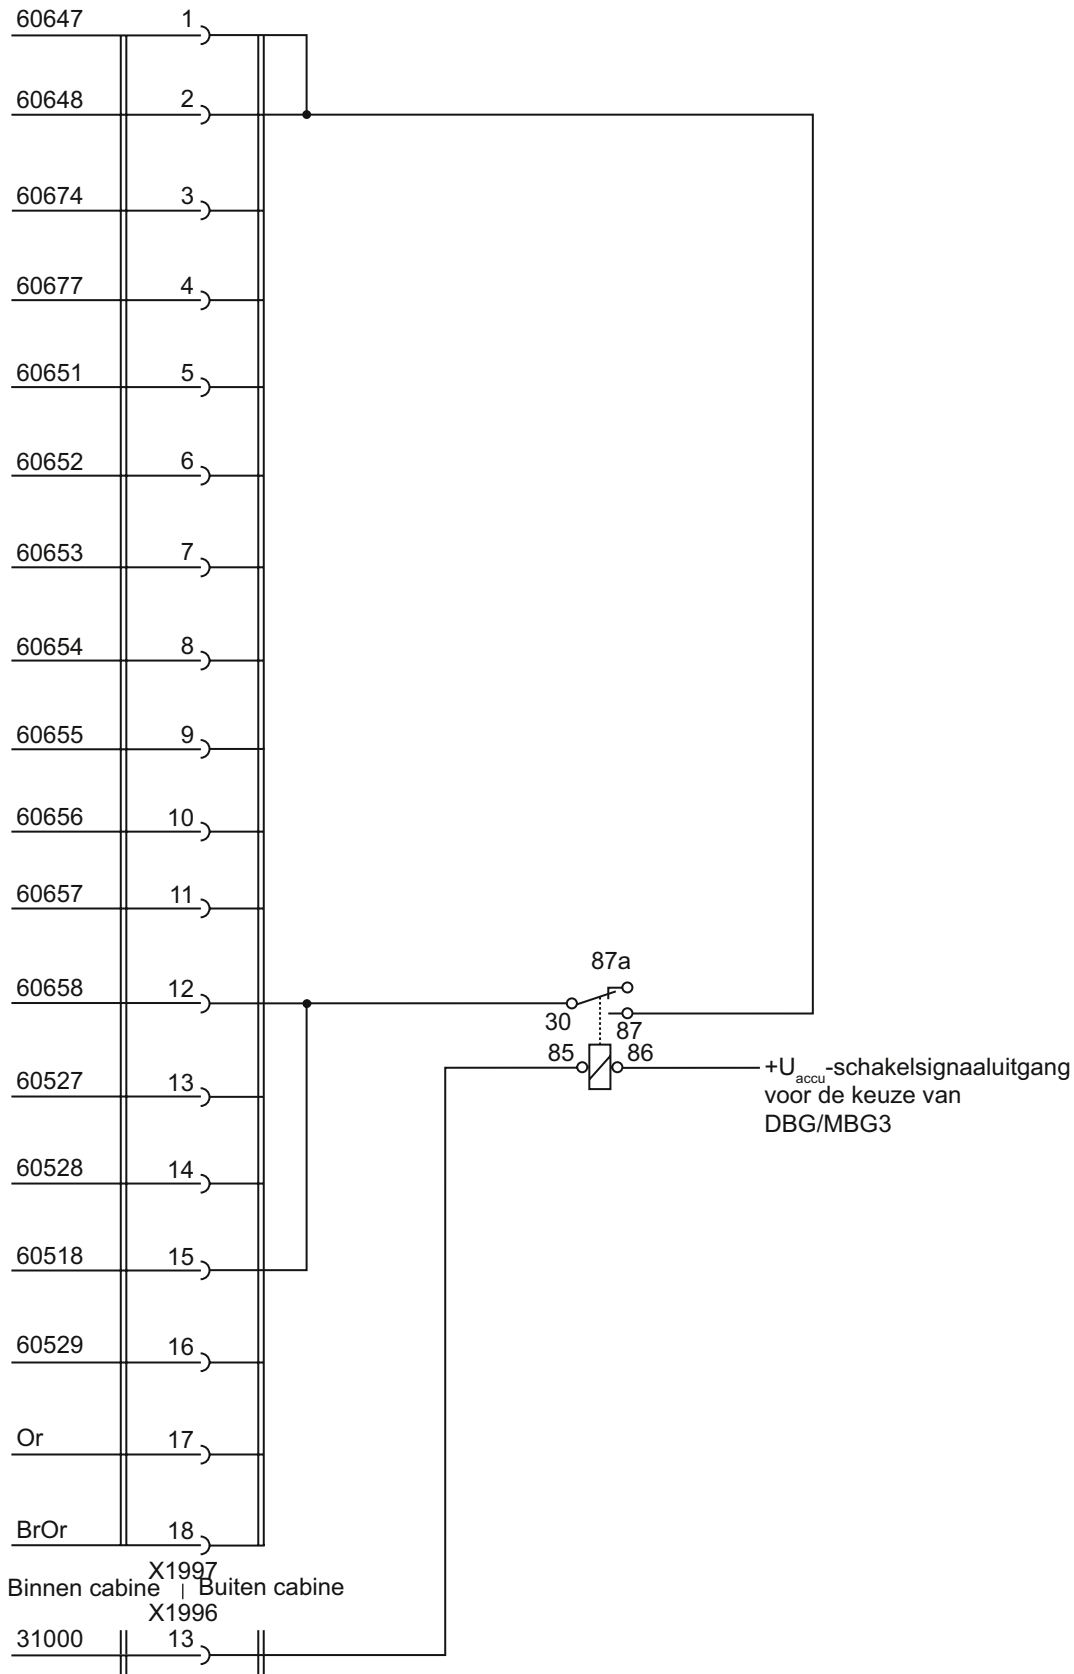 60647 1
60648 2
60674 3
60677 4
60651 5
60652 6
60653 7
60654 8
60655 9
60656 10
60657 11
87a
60658 12
30
87
85 86
+Uaccu-schakelsignaaluitgang
voor de keuze van
DBG/MBG3
60527 13
60528 14
60518 15
60529 16
Or 17
BrOr 18
X1997
Binnen cabine | Buiten cabine
X1996
31000 13